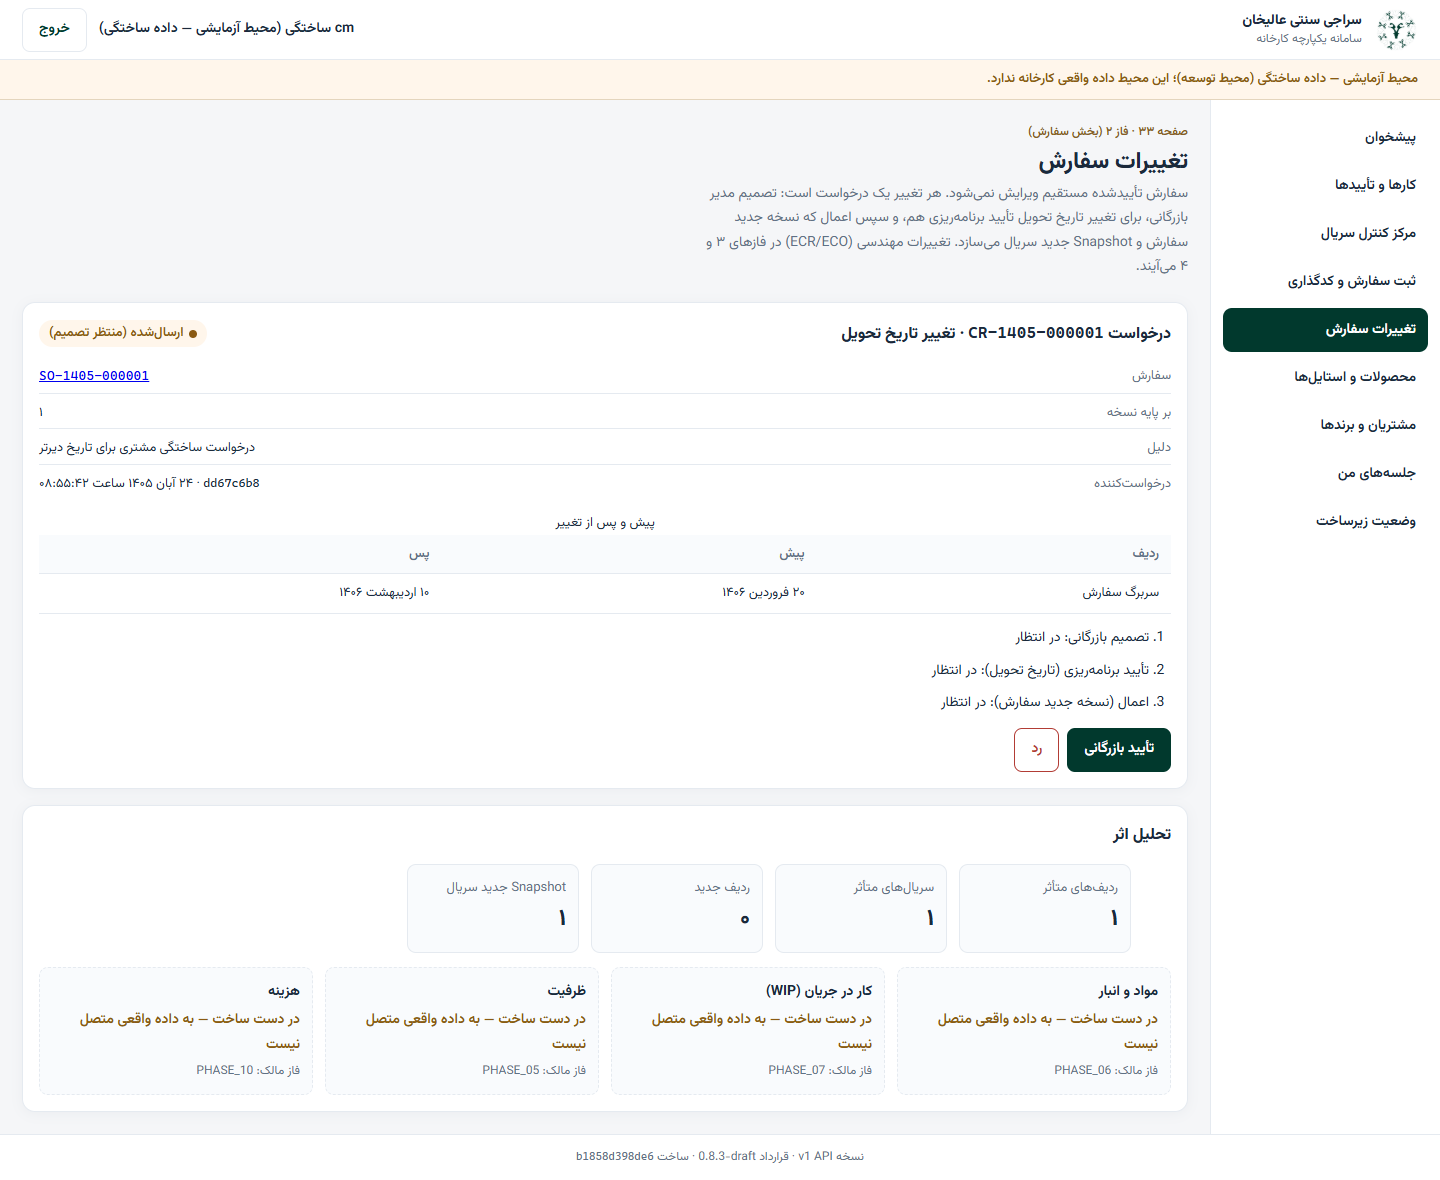 سراجی سنتی عالیخان
سامانه یکپارچه کارخانه
cm ساختگی (محیط آزمایشی — داده ساختگی)
خروج
محیط آزمایشی — داده ساختگی (محیط توسعه)؛ این محیط داده واقعی کارخانه ندارد.
پیشخوان
کارها و تأییدها
مرکز کنترل سریال
ثبت سفارش و کدگذاری
تغییرات سفارش
محصولات و استایل‌ها
مشتریان و برندها
جلسه‌های من
وضعیت زیرساخت
صفحه ۳۳ · فاز ۲ (بخش سفارش)
تغییرات سفارش
سفارش تأییدشده مستقیم ویرایش نمی‌شود. هر تغییر یک درخواست است: تصمیم مدیر
بازرگانی، برای تغییر تاریخ تحویل تأیید برنامه‌ریزی هم، و سپس اعمال که نسخه جدید
سفارش و Snapshot جدید سریال می‌سازد. تغییرات مهندسی (ECR/ECO) در فازهای ۳ و
۴ می‌آیند.
درخواست CR-1405-000001 · تغییر تاریخ تحویل
ارسال‌شده (منتظر تصمیم)
سفارش
SO-1405-000001
بر پایه نسخه
۱
دلیل
درخواست ساختگی مشتری برای تاریخ دیرتر
درخواست‌کننده
dd67c6b8 · ۲۴ آبان ۱۴۰۵ ساعت ۰۸:۵۵:۴۲
پیش و پس از تغییر
ردیف پیش پس
سربرگ سفارش ۲۰ فروردین ۱۴۰۶ ۱۰ اردیبهشت ۱۴۰۶
1. تصمیم بازرگانی: در انتظار
2. تأیید برنامه‌ریزی (تاریخ تحویل): در انتظار
3. اعمال (نسخه جدید سفارش): در انتظار
تأیید بازرگانی
رد
تحلیل اثر
ردیف‌های متأثر
۱
سریال‌های متأثر
۱
ردیف جدید
۰
Snapshot جدید سریال
۱
مواد و انبار
در دست ساخت — به داده واقعی متصل
نیست
فاز مالک: PHASE_06
کار در جریان (WIP)
در دست ساخت — به داده واقعی متصل
نیست
فاز مالک: PHASE_07
ظرفیت
در دست ساخت — به داده واقعی متصل
نیست
فاز مالک: PHASE_05
هزینه
در دست ساخت — به داده واقعی متصل
نیست
فاز مالک: PHASE_10
نسخه API v1 · قرارداد 0.8.3-draft · ساخت b1858d398de6